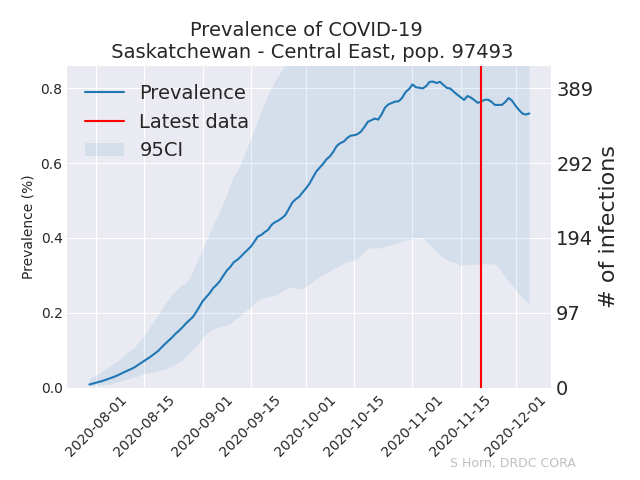 Prevalence of COVID-19
Saskatchewan - Central East, pop. 97493
Prevalence
Latest data
95CI
Prevalence (%)
0.8
0.6
0.4
0.2
0.0
389
292
194
97
0
# of infections
2020-08-01
2020-08-15
2020-09-01
2020-09-15
2020-10-01
2020-10-15
2020-11-01
2020-11-15
2020-12-01
S Horn, DRDC CORA